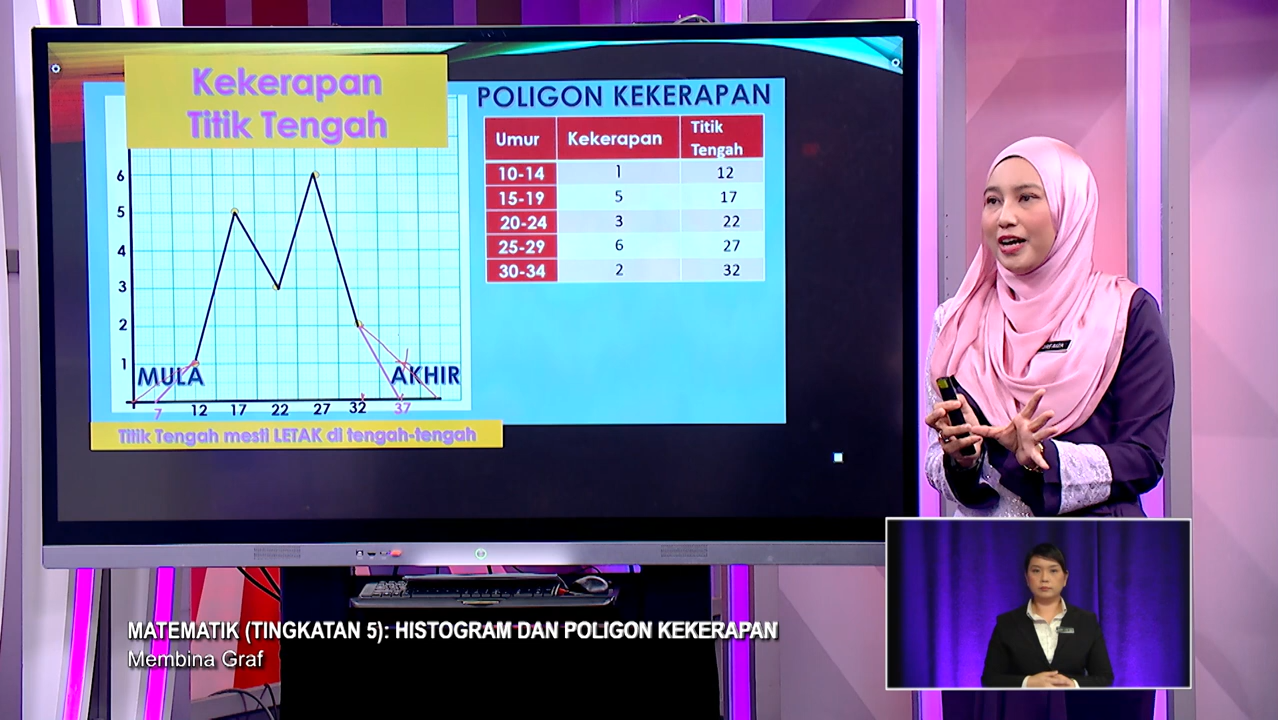 Kekerapan
Titik Tengah
6
5
4
3
2
1
MULA
AKHIR
7 12 17 22 27 32 37
Titik Tengah mesti LETAK di tengah-tengah
POLIGON KEKERAPAN
Umur Kekerapan Titik Tengah
10-14 1 12
15-19 5 17
20-24 3 22
25-29 6 27
30-34 2 32
MATEMATIK (TINGKATAN 5): HISTOGRAM DAN POLIGON KEKERAPAN
Membina Graf